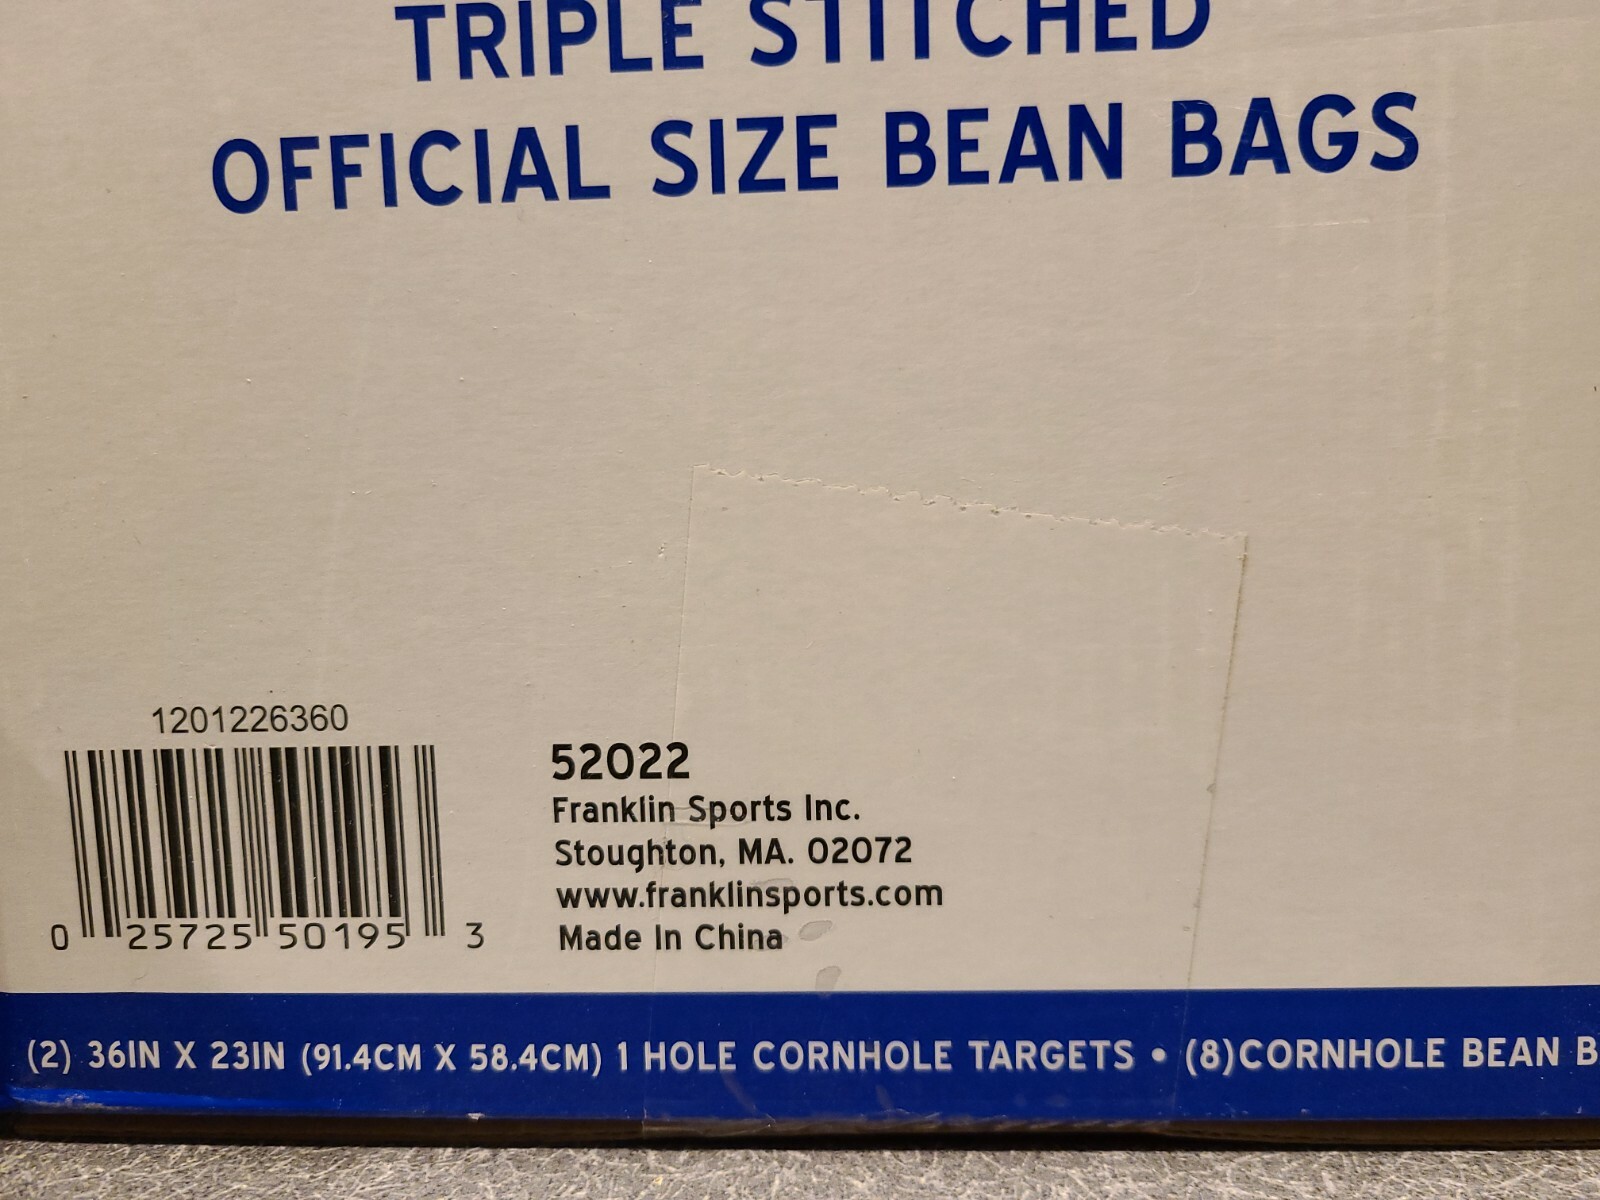 TRIPLE STITCHED
OFFICIAL SIZE BEAN BAGS
1201226360
0 25725 50195 3
52022
Franklin Sports Inc.
Stoughton, MA. 02072
www.franklinsports.com
Made In China
(2) 36IN X 23IN (91.4CM X 58.4CM) 1 HOLE CORNHOLE TARGETS • (8)CORNHOLE BEAN B